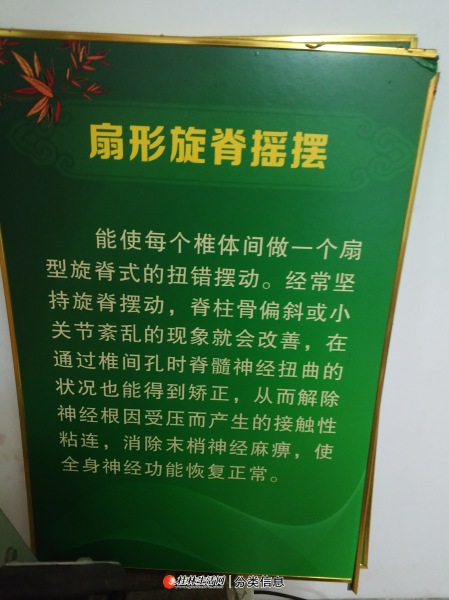 扇形旋脊摇摆
能使每个椎体间做一个扇
型旋脊式的扭错摆动。经常坚
持旋脊摆动，脊柱骨偏斜或小
关节紊乱的现象就会改善，在
通过椎间孔时脊髓神经扭曲的
状况也能得到矫正，从而解除
神经根因受压而产生的接触性
粘连，消除末梢神经麻痹，使
全身神经功能恢复正常。
桂林生活网 分类信息